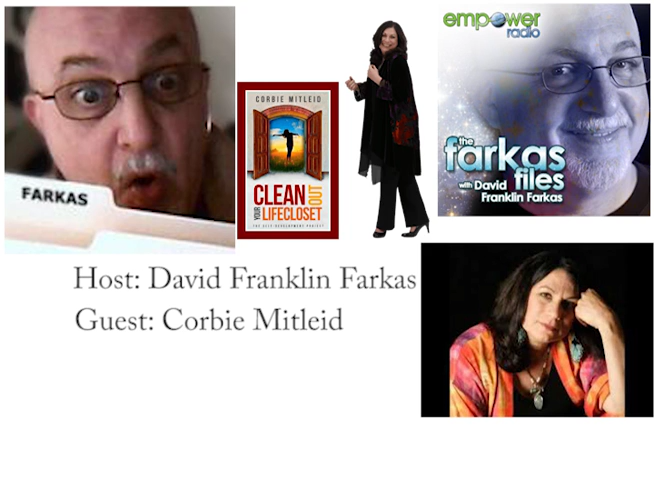 FARKAS
CORBIE MITLEID
CLEAN
OUT
YOUR
LIFECLOSET
THE SELF-DEVELOPMENT PROJECT
empower
radio
the
farkas
files
with David
Franklin Farkas
Host: David Franklin Farkas
Guest: Corbie Mitleid